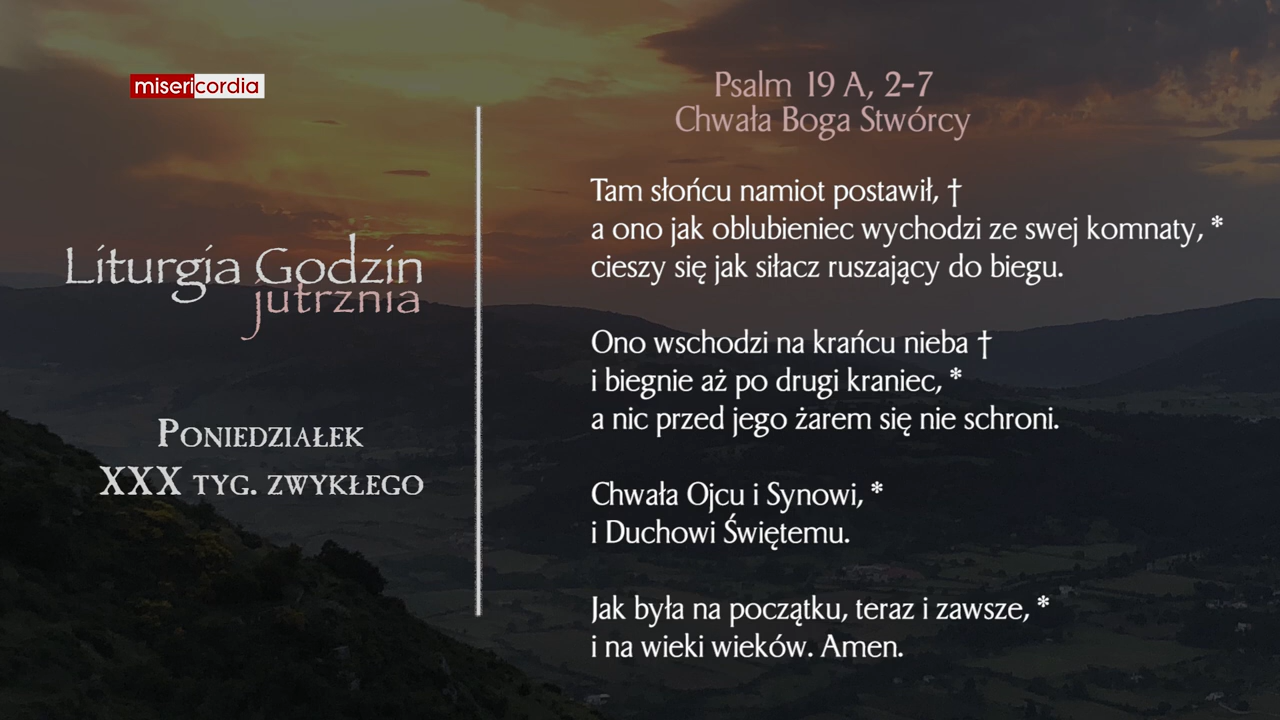 misericordia
Liturgia Godzin
jutrznia
Poniedziałek
XXX tyg. zwykłego
Psalm 19 A, 2-7
Chwała Boga Stwórcy
Tam słońcu namiot postawił, †
a ono jak oblubieniec wychodzi ze swej komnaty, *
cieszy się jak siłacz ruszający do biegu.
Ono wschodzi na krańcu nieba †
i biegnie aż po drugi kraniec, *
a nic przed jego żarem się nie schroni.
Chwała Ojcu i Synowi, *
i Duchowi Świętemu.
Jak była na początku, teraz i zawsze, *
i na wieki wieków. Amen.